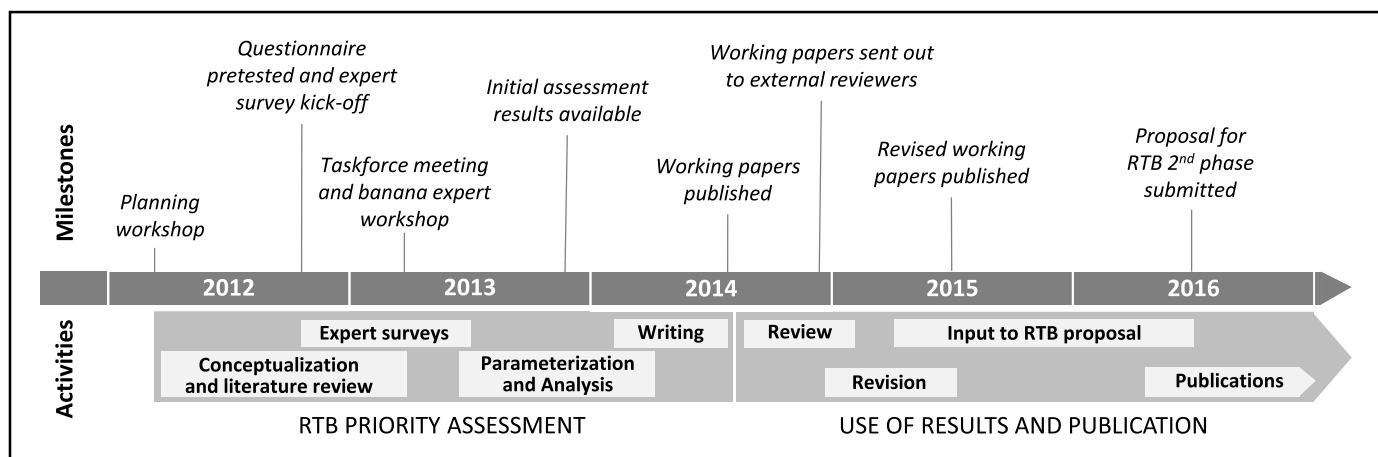 Milestones
Planning
workshop
Questionnaire
pretested and expert
survey kick-off
Taskforce meeting
and banana expert
workshop
Initial assessment
results available
Working papers
published
Working papers sent out
to external reviewers
Revised working
papers published
Proposal for
RTB 2nd phase
submitted
2012 2013 2014 2015 2016
Activities
Expert surveys
Writing
Review
Input to RTB proposal
Conceptualization
and literature review
Parameterization
and Analysis
Revision
Publications
RTB PRIORITY ASSESSMENT
USE OF RESULTS AND PUBLICATION